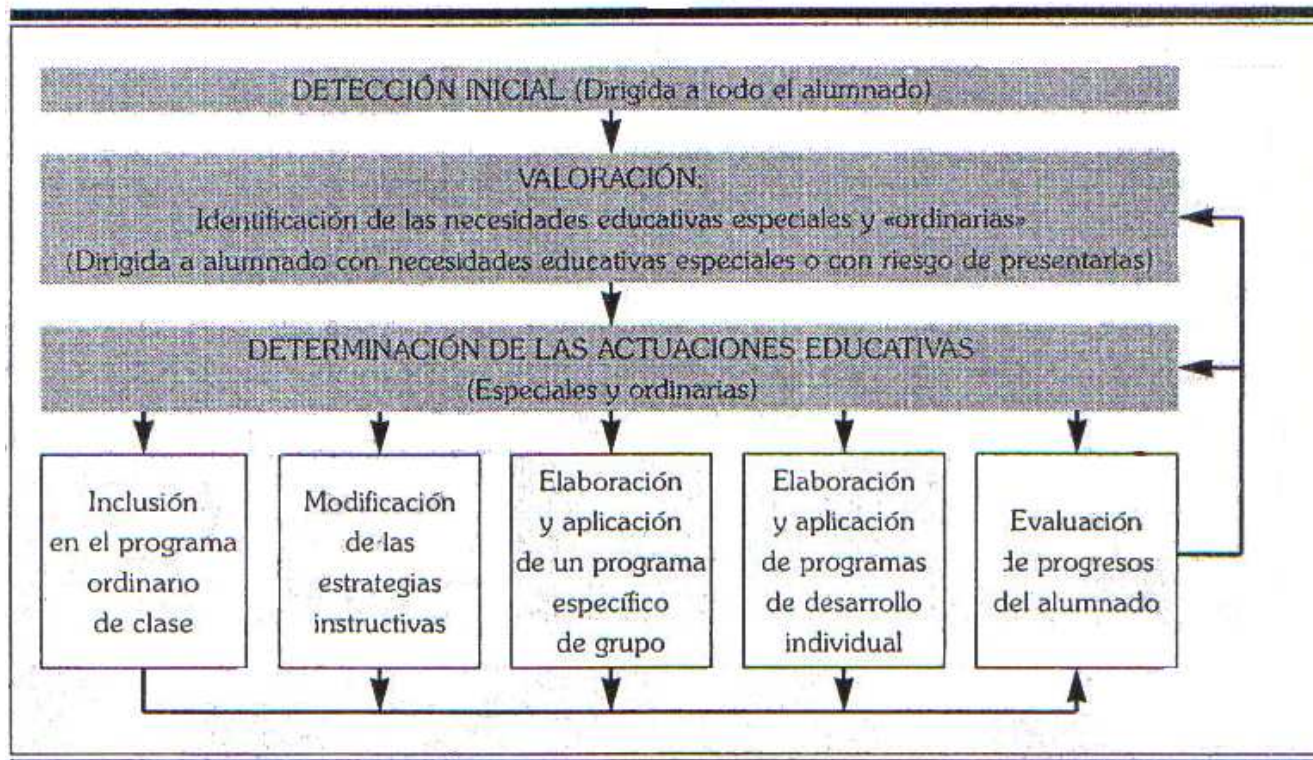 DETECCIÓN INICIAL (Dirigida a todo el alumnado)
VALORACIÓN:
Identificación de las necesidades educativas especiales y «ordinarias»
(Dirigida a alumnado con necesidades educativas especiales o con riesgo de presentarlas)
DETERMINACIÓN DE LAS ACTUACIONES EDUCATIVAS
(Especiales y ordinarias)
Inclusión
en el programa
ordinario
de clase
Modificación
de las
estrategias
instructivas
Elaboración
y aplicación
de un programa
específico
de grupo
Elaboración
y aplicación
de programas
de desarrollo
individual
Evaluación
de progresos
del alumnado